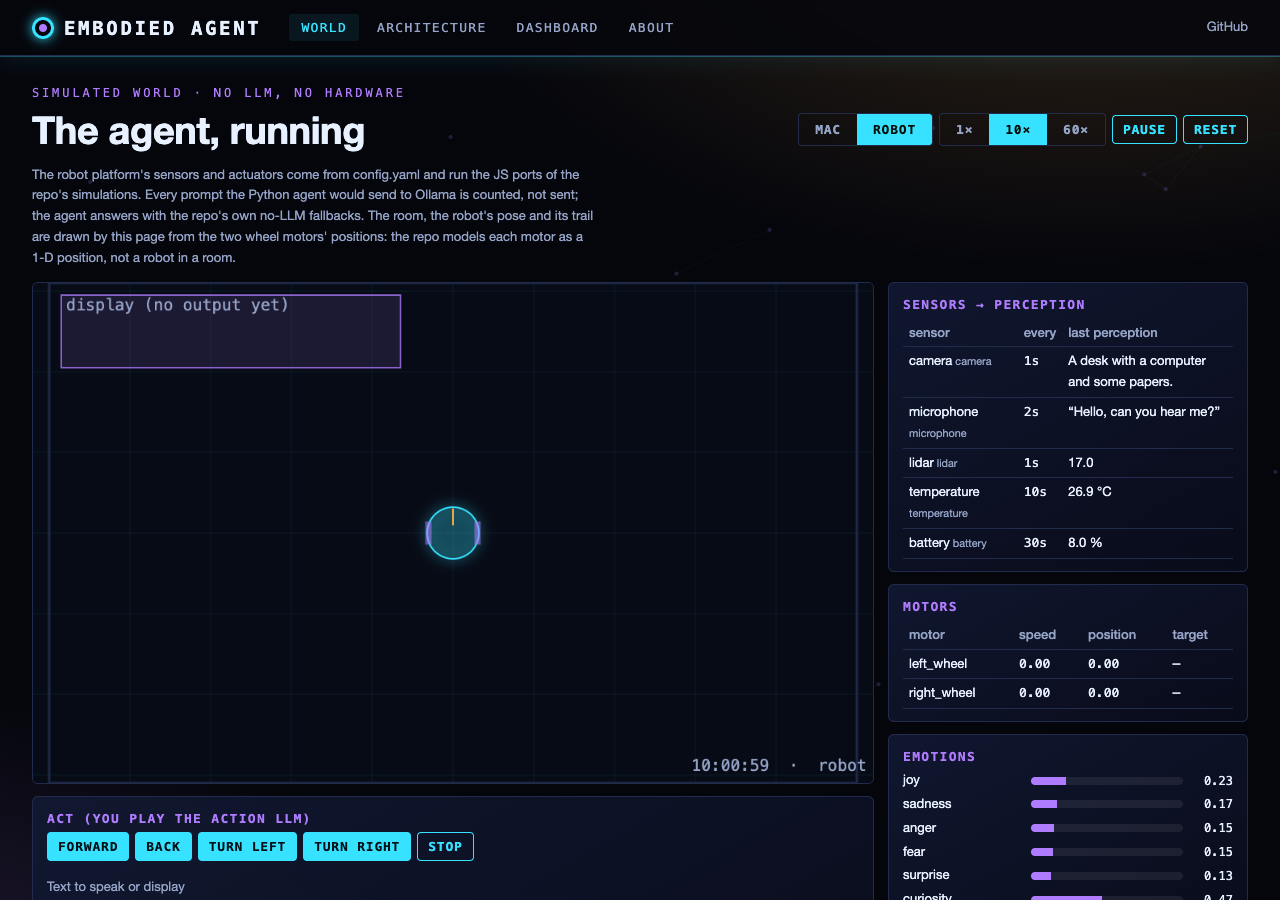 EMBODIED AGENT
WORLD
ARCHITECTURE
DASHBOARD
ABOUT
GitHub
SIMULATED WORLD · NO LLM, NO HARDWARE
The agent, running
MAC
ROBOT
1×
10×
60×
PAUSE
RESET
The robot platform's sensors and actuators come from config.yaml and run the JS ports of the
repo's simulations. Every prompt the Python agent would send to Ollama is counted, not sent;
the agent answers with the repo's own no-LLM fallbacks. The room, the robot's pose and its trail
are drawn by this page from the two wheel motors' positions: the repo models each motor as a
1-D position, not a robot in a room.
display (no output yet)
10:00:59 · robot
ACT (YOU PLAY THE ACTION LLM)
FORWARD
BACK
TURN LEFT
TURN RIGHT
STOP
Text to speak or display
SENSORS → PERCEPTION
sensor every last perception
camera camera 1s A desk with a computer
and some papers.
microphone 2s “Hello, can you hear me?”
microphone
lidar lidar 1s 17.0
temperature 10s 26.9 °C
temperature
battery battery 30s 8.0 %
MOTORS
motor speed position target
left_wheel 0.00 0.00 —
right_wheel 0.00 0.00 —
EMOTIONS
joy 0.23
sadness 0.17
anger 0.15
fear 0.15
surprise 0.13
curiosity 0.47